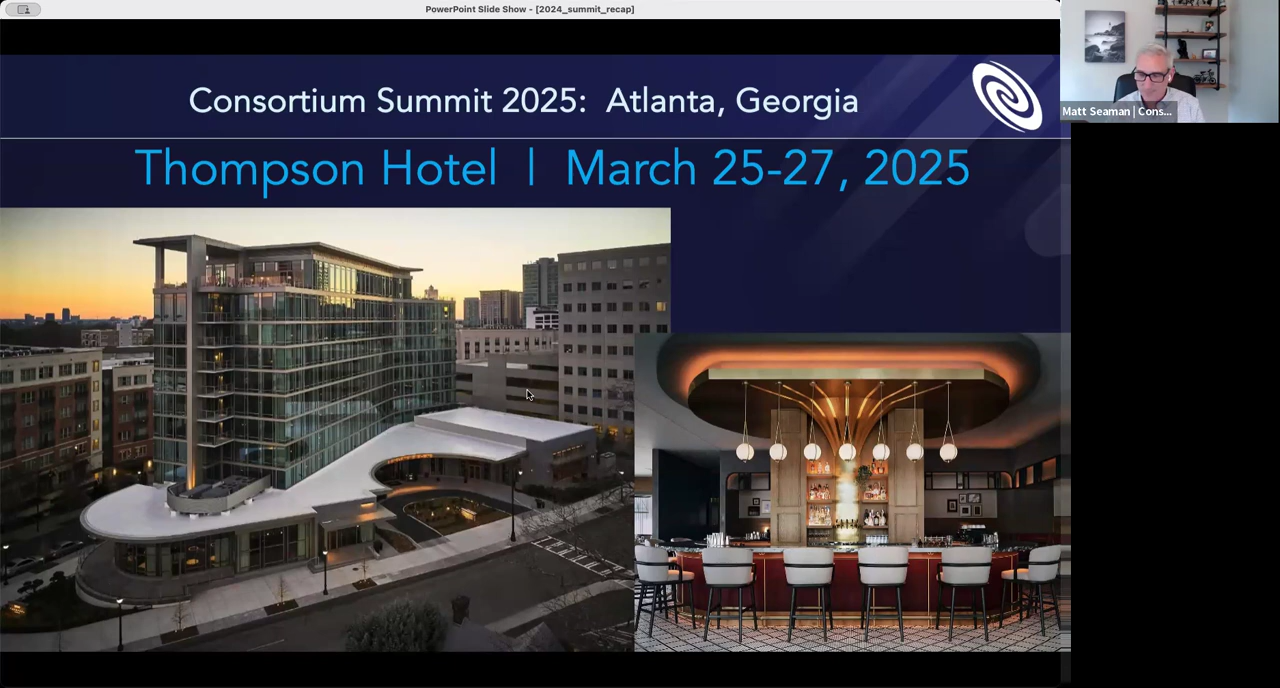 PowerPoint Slide Show - [2024_summit_recap]
Consortium Summit 2025: Atlanta, Georgia
Thompson Hotel | March 25-27, 2025
Matt Seaman | Cons...